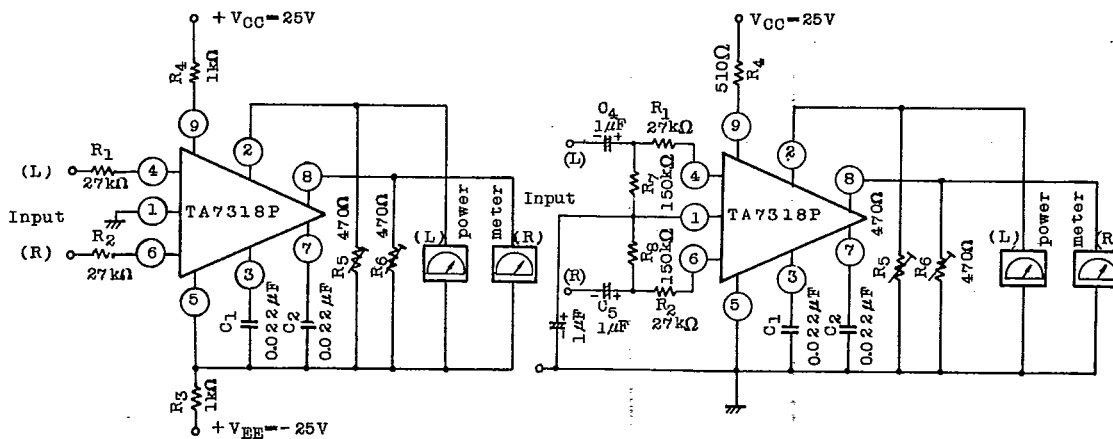 + VCC=25V
R4
1kΩ
9
2
(L)
R1
27kΩ
4
8
Input
1
TA7318P
(R)
R2
27kΩ
6
7
3
5
470Ω
470Ω
R5
R6
(L)
power
meter
(R)
C1
0.022μF
C2
0.022μF
R3
1kΩ
+ VEE=-25V
VCC=25V
510Ω
R4
9
2
C4
1μF
- +
R1
27kΩ
(L)
4
8
R7
150kΩ
Input
1
TA7318P
470Ω
R8
150kΩ
6
7
3
5
(R)
- +
C5
1μF
R2
27kΩ
- +
1μF
C1
0.022μF
C2
0.022μF
R5
R6
470Ω
(L)
power
meter
(R